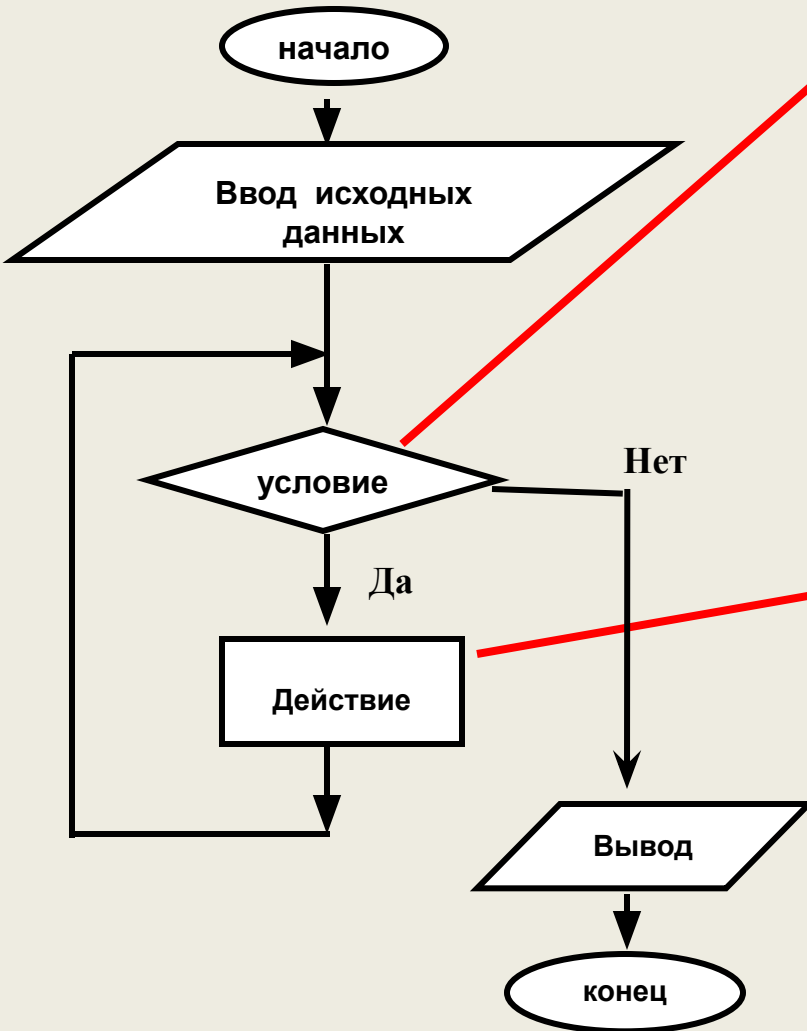 начало
Ввод исходных
данных
условие
Нет
Да
Действие
Вывод
конец